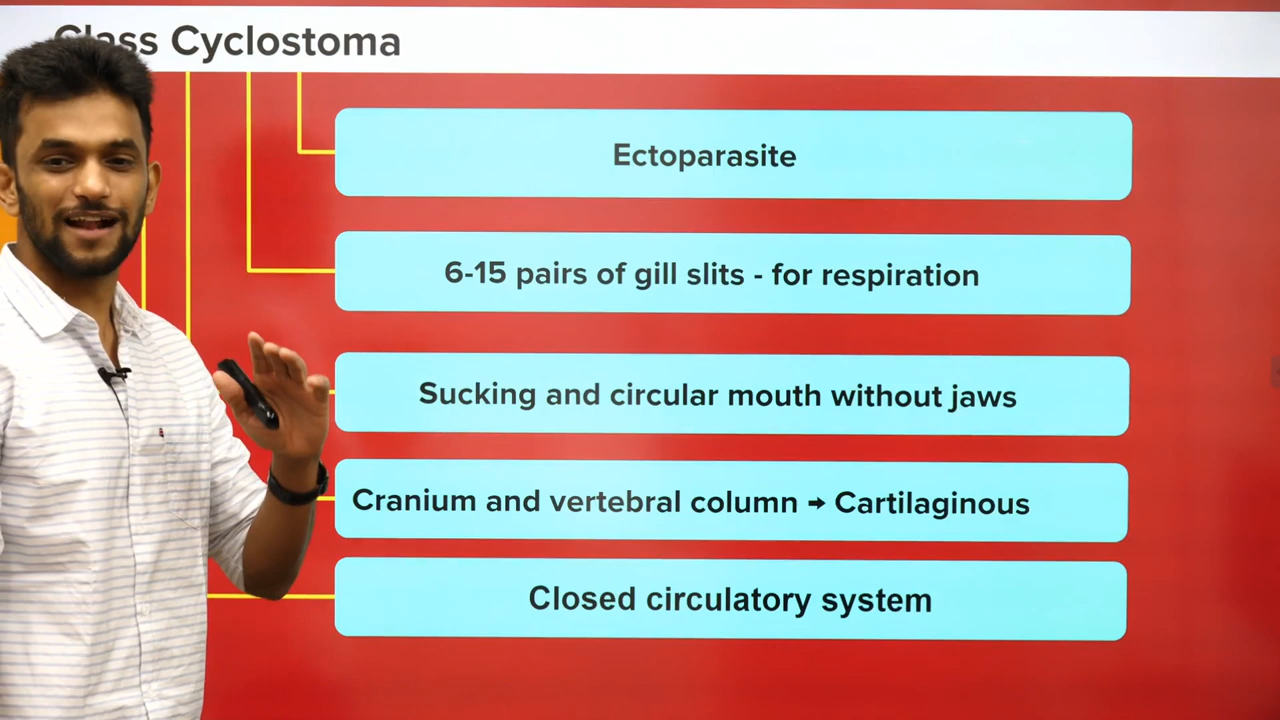 Class Cyclostoma
Ectoparasite
6-15 pairs of gill slits - for respiration
Sucking and circular mouth without jaws
Cranium and vertebral column → Cartilaginous
Closed circulatory system